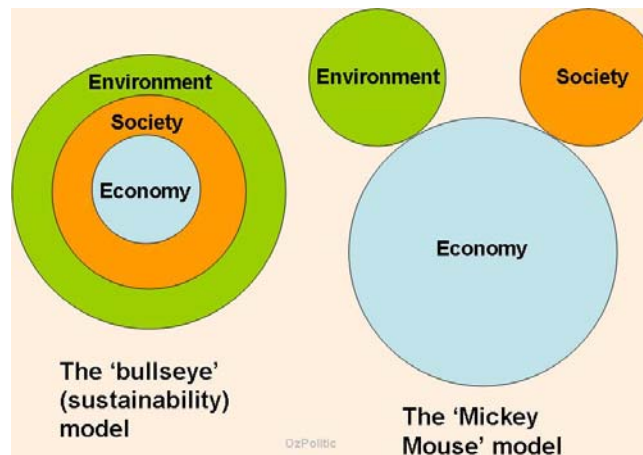 Environment
Society
Economy
The ‘bullseye’
(sustainability)
model
Environment
Society
Economy
The ‘Mickey
Mouse’ model
OzPolitic